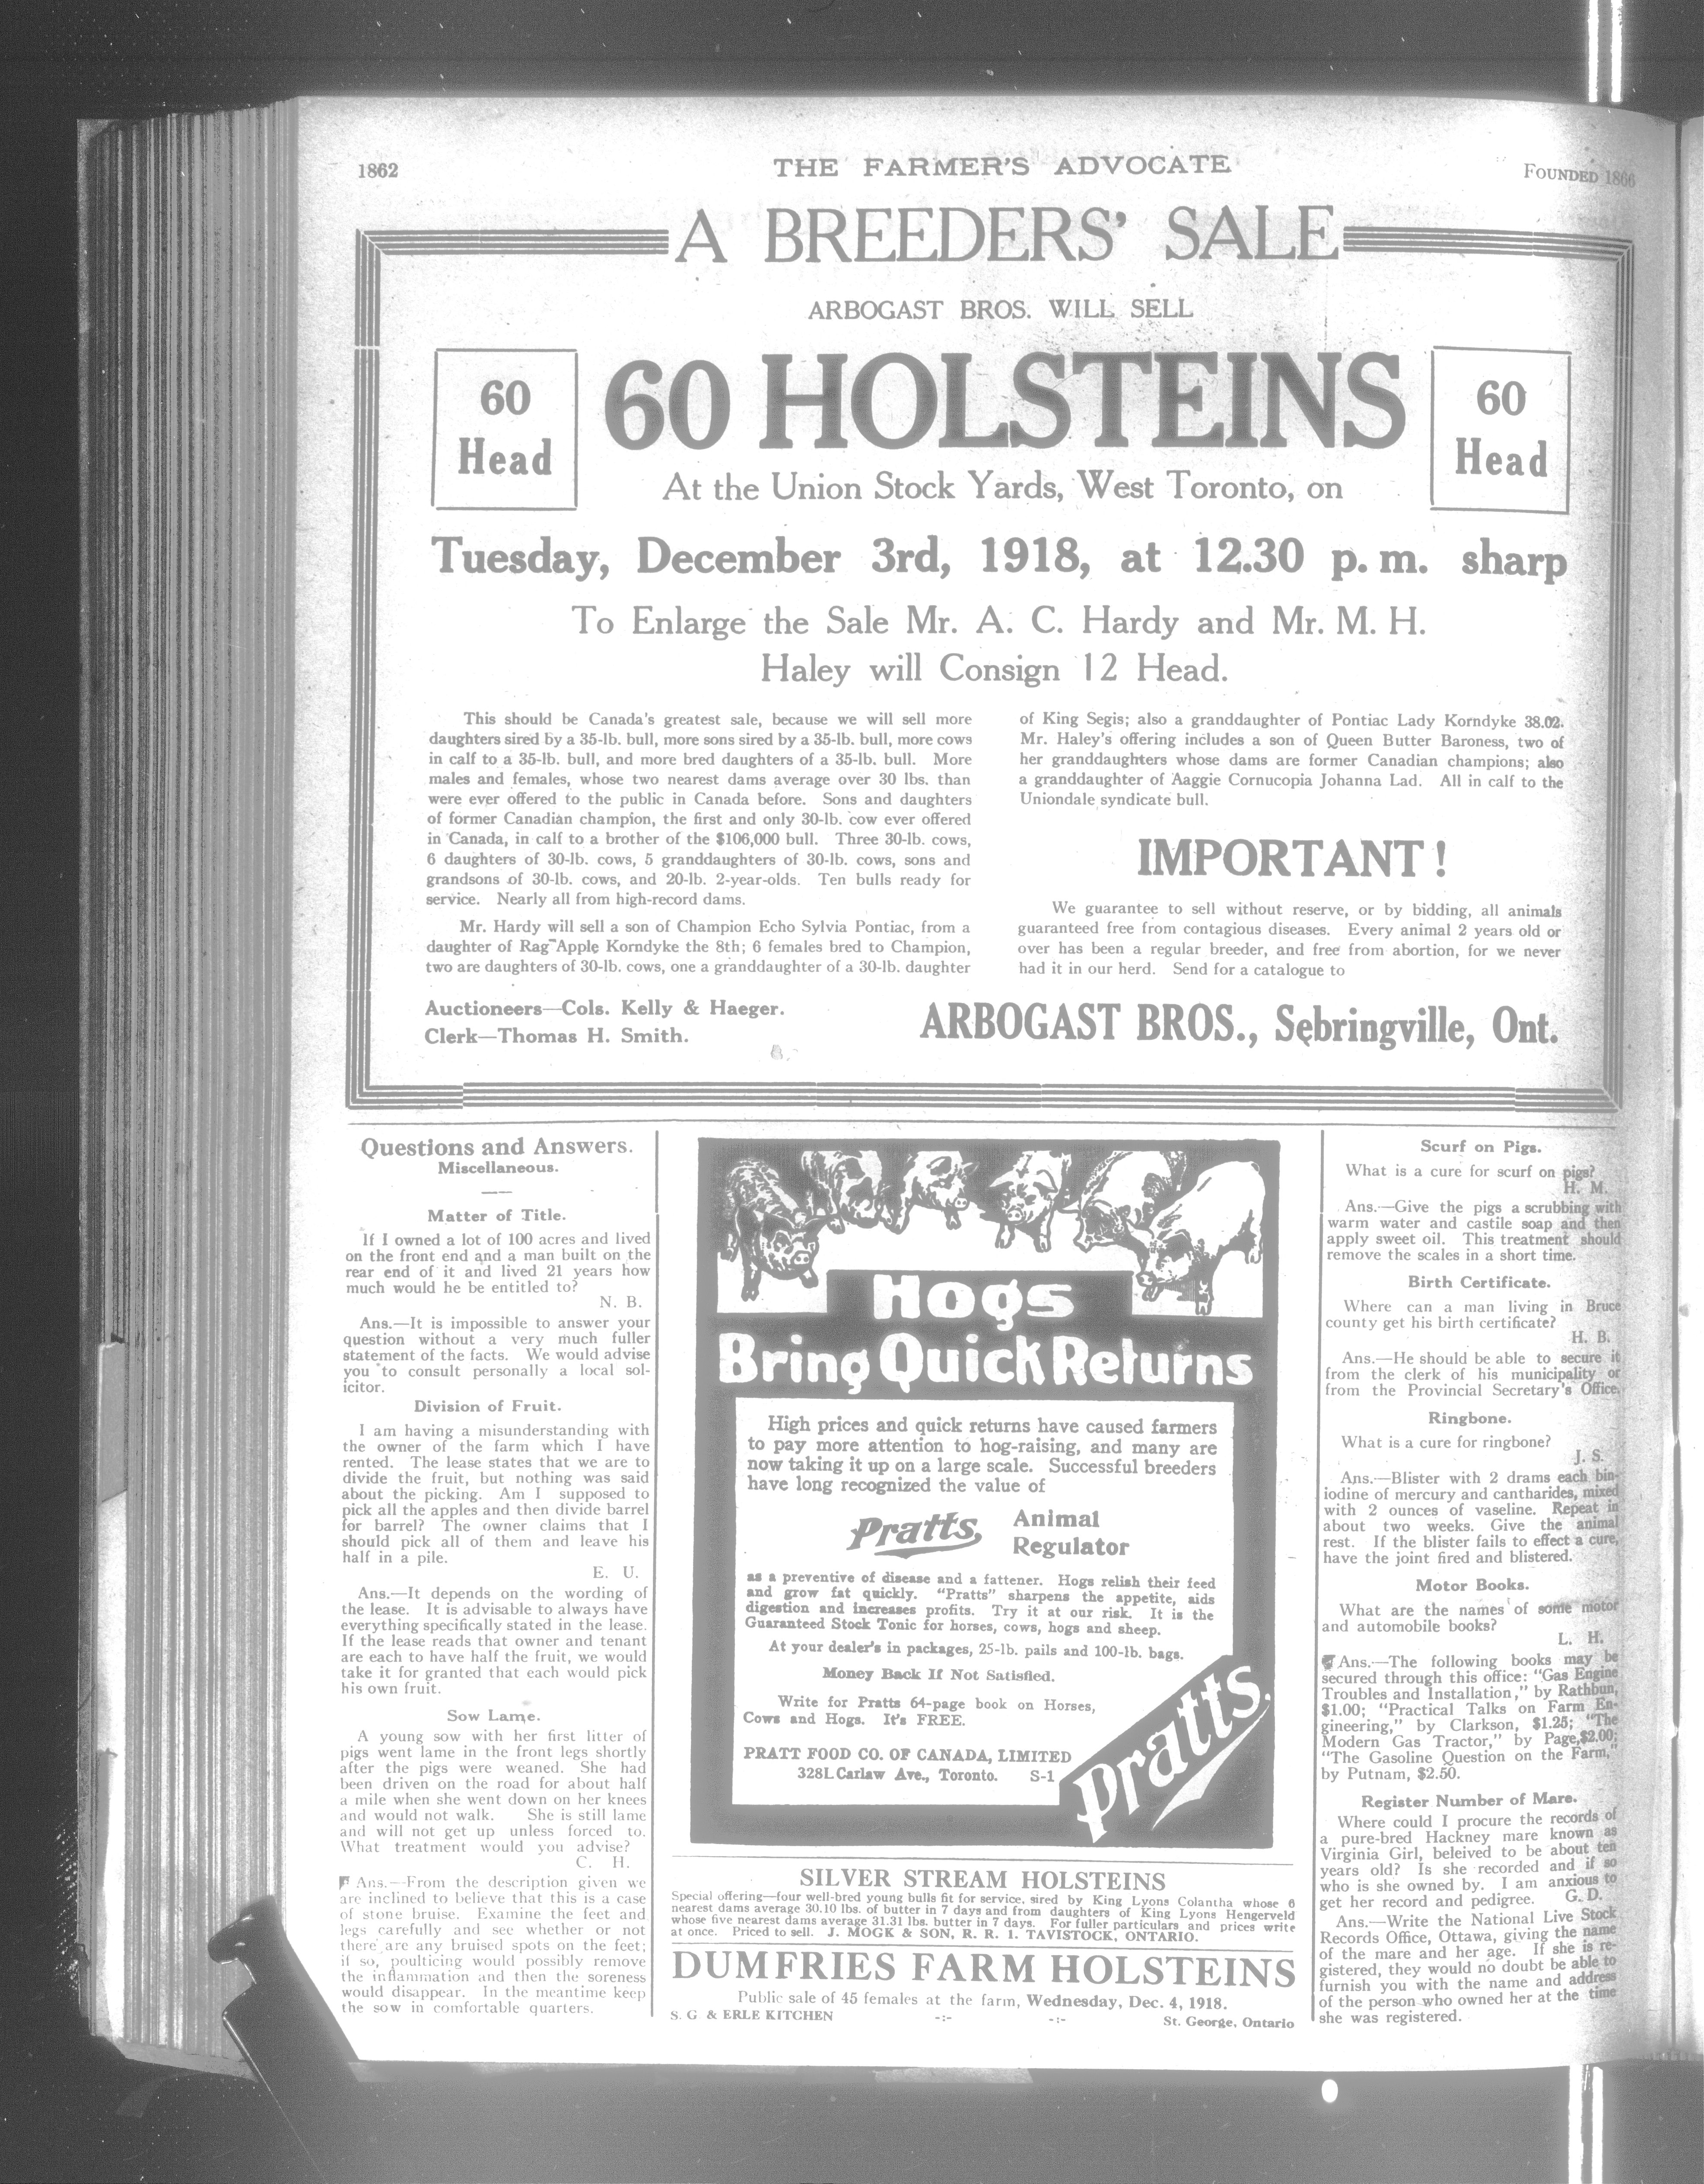 1862
THE FARMER'S ADVOCATE
FOUNDED 1866
A BREEDERS' SALE
ARBOGAST BROS. WILL SELL
60
Head
60 HOLSTEINS
60
Head
At the Union Stock Yards, West Toronto, on
Tuesday, December 3rd, 1918, at 12.30 p. m. sharp
To Enlarge the Sale Mr. A. C. Hardy and Mr. M. H.
Haley will Consign 12 Head.
This should be Canada's greatest sale, because we will sell more
daughters sired by a 35-lb. bull, more sons sired by a 35-lb. bull, more cows
in calf to a 35-lb. bull, and more bred daughters of a 35-lb. bull. More
males and females, whose two nearest dams average over 30 lbs. than
were ever offered to the public in Canada before. Sons and daughters
of former Canadian champion, the first and only 30-lb. cow ever offered
in Canada, in calf to a brother of the $106,000 bull. Three 30-lb. cows,
6 daughters of 30-lb. cows, 5 granddaughters of 30-lb. cows, sons and
grandsons of 30-lb. cows, and 20-lb. 2-year-olds. Ten bulls ready for
service. Nearly all from high-record dams.
Mr. Hardy will sell a son of Champion Echo Sylvia Pontiac, from a
daughter of Rag Apple Korndyke the 8th; 6 females bred to Champion,
two are daughters of 30-lb. cows, one a granddaughter of a 30-lb. daughter
of King Segis; also a granddaughter of Pontiac Lady Korndyke 38.02.
Mr. Haley's offering includes a son of Queen Butter Baroness, two of
her granddaughters whose dams are former Canadian champions; also
a granddaughter of Aaggie Cornucopia Johanna Lad. All in calf to the
Uniondale syndicate bull.
IMPORTANT!
We guarantee to sell without reserve, or by bidding, all animals
guaranteed free from contagious diseases. Every animal 2 years old or
over has been a regular breeder, and free from abortion, for we never
had it in our herd. Send for a catalogue to
Auctioneers—Cols. Kelly & Haeger.
Clerk—Thomas H. Smith.
ARBOGAST BROS., Sebringville, Ont.
Questions and Answers.
Miscellaneous.
Matter of Title.
If I owned a lot of 100 acres and lived
on the front end and a man built on the
rear end of it and lived 21 years how
much would he be entitled to?
N. B.
Ans.—It is impossible to answer your
question without a very much fuller
statement of the facts. We would advise
you to consult personally a local sol-
icitor.
Division of Fruit.
I am having a misunderstanding with
the owner of the farm which I have
rented. The lease states that we are to
divide the fruit, but nothing was said
about the picking. Am I supposed to
pick all the apples and then divide barrel
for barrel? The owner claims that I
should pick all of them and leave his
half in a pile.
E. U.
Ans.—It depends on the wording of
the lease. It is advisable to always have
everything specifically stated in the lease.
If the lease reads that owner and tenant
are each to have half the fruit, we would
take it for granted that each would pick
his own fruit.
Sow Lame.
A young sow with her first litter of
pigs went lame in the front legs shortly
after the pigs were weaned. She had
been driven on the road for about half
a mile when she went down on her knees
and would not walk. She is still lame
and will not get up unless forced to.
What treatment would you advise?
C. H.
Ans.—From the description given we
are inclined to believe that this is a case
of stone bruise. Examine the feet and
legs carefully and see whether or not
there are any bruised spots on the feet;
if so, poulticing would possibly remove
the inflammation and then the soreness
would disappear. In the meantime keep
the sow in comfortable quarters.
Hogs
Bring Quick Returns
High prices and quick returns have caused farmers
to pay more attention to hog-raising, and many are
now taking it up on a large scale. Successful breeders
have long recognized the value of
Pratts, Animal
Regulator
as a preventive of disease and a fattener. Hogs relish their feed
and grow fat quickly. "Pratts" sharpens the appetite, aids
digestion and increases profits. Try it at our risk. It is the
Guaranteed Stock Tonic for horses, cows, hogs and sheep.
At your dealer's in packages, 25-lb. pails and 100-lb. bags.
Money Back If Not Satisfied.
Write for Pratts 64-page book on Horses,
Cows and Hogs. It's FREE.
PRATT FOOD CO. OF CANADA, LIMITED
328L Carlaw Ave., Toronto. S-1
Pratts.
SILVER STREAM HOLSTEINS
Special offering—four well-bred young bulls fit for service, sired by King Lyons Colantha whose 6
nearest dams average 30.10 lbs. of butter in 7 days and from daughters of King Lyons Hengerveld
whose five nearest dams average 31.31 lbs. butter in 7 days. For fuller particulars and prices write
at once. Priced to sell. J. MOGK & SON, R. R. 1. TAVISTOCK, ONTARIO.
DUMFRIES FARM HOLSTEINS
Public sale of 45 females at the farm, Wednesday, Dec. 4, 1918.
S. G & ERLE KITCHEN -:- -:- St. George, Ontario
Scurf on Pigs.
What is a cure for scurf on pigs?
H. M.
Ans.—Give the pigs a scrubbing with
warm water and castile soap and then
apply sweet oil. This treatment should
remove the scales in a short time.
Birth Certificate.
Where can a man living in Bruce
county get his birth certificate?
H. B.
Ans.—He should be able to secure it
from the clerk of his municipality or
from the Provincial Secretary's Office.
Ringbone.
What is a cure for ringbone?
J. S.
Ans.—Blister with 2 drams each bin-
iodine of mercury and cantharides, mixed
with 2 ounces of vaseline. Repeat in
about two weeks. Give the animal
rest. If the blister fails to effect a cure,
have the joint fired and blistered.
Motor Books.
What are the names of some motor
and automobile books?
L. H.
Ans.—The following books may be
secured through this office: "Gas Engine
Troubles and Installation," by Rathbun,
$1.00; "Practical Talks on Farm En-
gineering," by Clarkson, $1.25; "The
Modern Gas Tractor," by Page, $2.00;
"The Gasoline Question on the Farm,"
by Putnam, $2.50.
Register Number of Mare.
Where could I procure the records of
a pure-bred Hackney mare known as
Virginia Girl, beleived to be about ten
years old? Is she recorded and if so
who is she owned by. I am anxious to
get her record and pedigree. G. D.
Ans.—Write the National Live Stock
Records Office, Ottawa, giving the name
of the mare and her age. If she is re-
gistered, they would no doubt be able to
furnish you with the name and address
of the person who owned her at the time
she was registered.